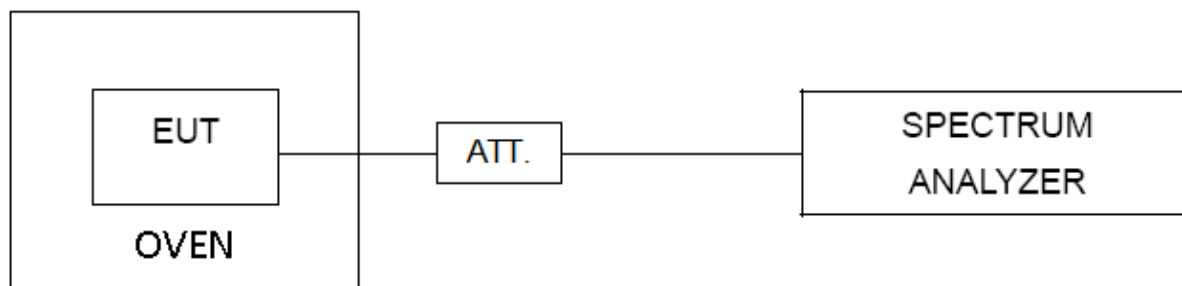 EUT
OVEN
ATT.
SPECTRUM
ANALYZER